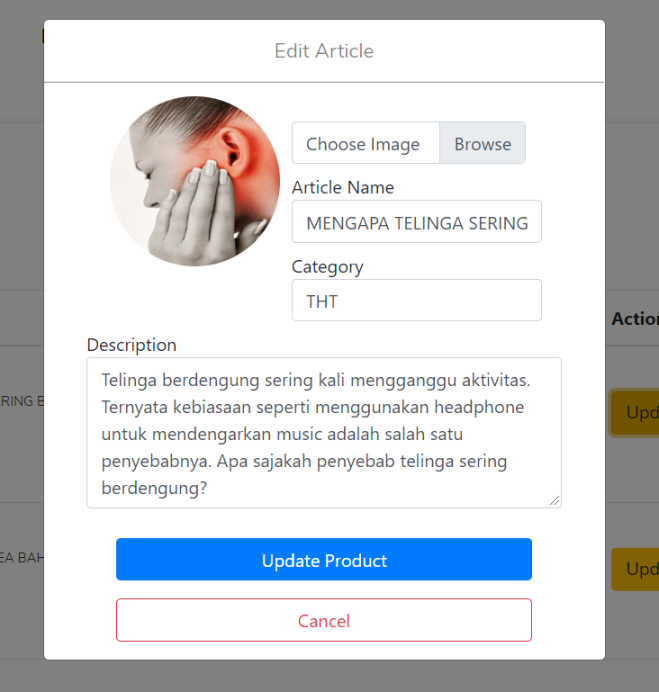 Edit Article
Choose Image Browse
Article Name
MENGAPA TELINGA SERING
Category
THT
Action
Description
Telinga berdengung sering kali mengganggu aktivitas.
Ternyata kebiasaan seperti menggunakan headphone
untuk mendengarkan music adalah salah satu
penyebabnya. Apa sajakah penyebab telinga sering
berdengung?
RING B
Upd
Update Product
EA BAH
Upd
Cancel